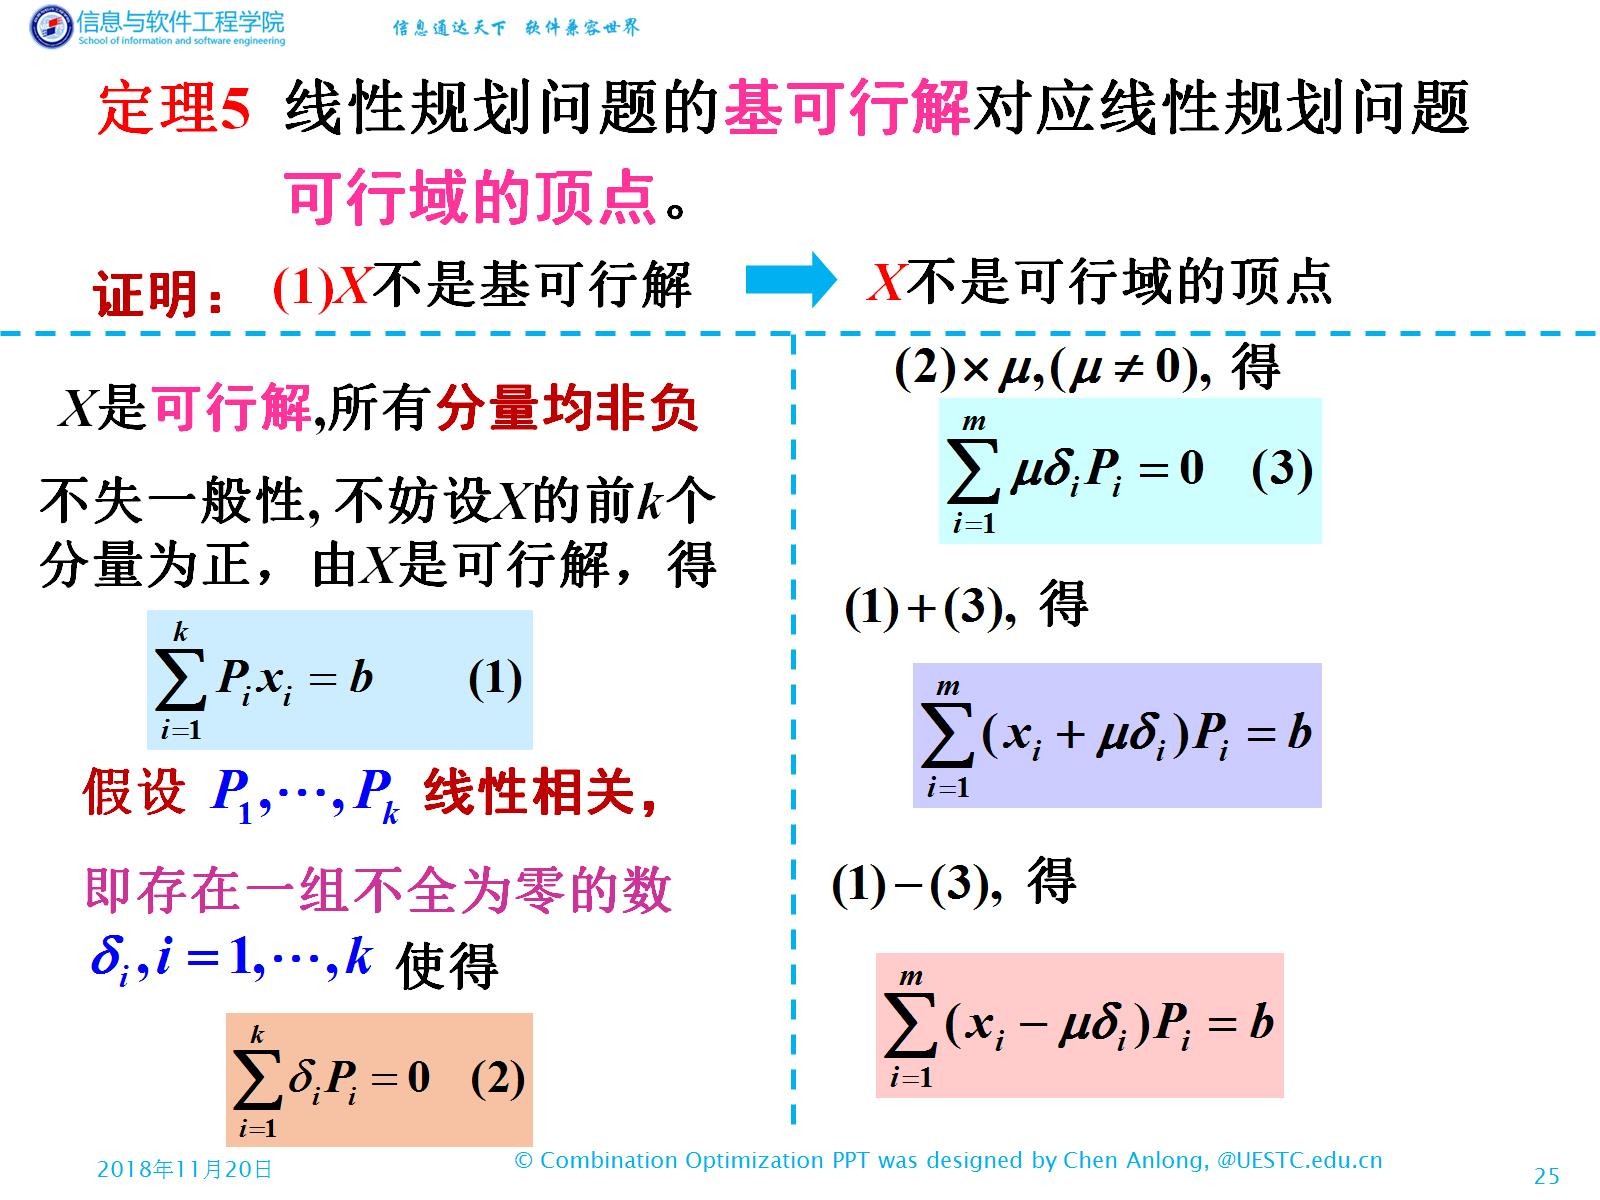 信息与软件工程学院
School of information and software engineering
信息通达天下 软件兼容世界
定理5 线性规划问题的基可行解对应线性规划问题
可行域的顶点。
证明： (1)X不是基可行解 X不是可行域的顶点
X是可行解,所有分量均非负
不失一般性, 不妨设X的前k个
分量为正，由X是可行解，得
\sum_{i=1}^{k} P_i x_i = b (1)
假设 P_1,⋯,P_k 线性相关,
即存在一组不全为零的数
δ_i, i = 1,⋯,k 使得
\sum_{i=1}^{k} δ_i P_i = 0 (2)
(2)×μ,(μ ≠ 0), 得
\sum_{i=1}^{m} μδ_i P_i = 0 (3)
(1)+(3), 得
\sum_{i=1}^{m} (x_i + μδ_i)P_i = b
(1)−(3), 得
\sum_{i=1}^{m} (x_i − μδ_i)P_i = b
2018年11月20日
© Combination Optimization PPT was designed by Chen Anlong, @UESTC.edu.cn
25